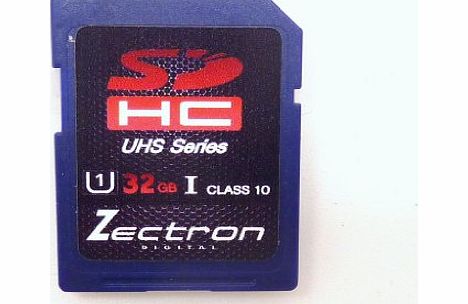 SD
HC
UHS Series
1 32GB I CLASS 10
Zectron
DIGITAL